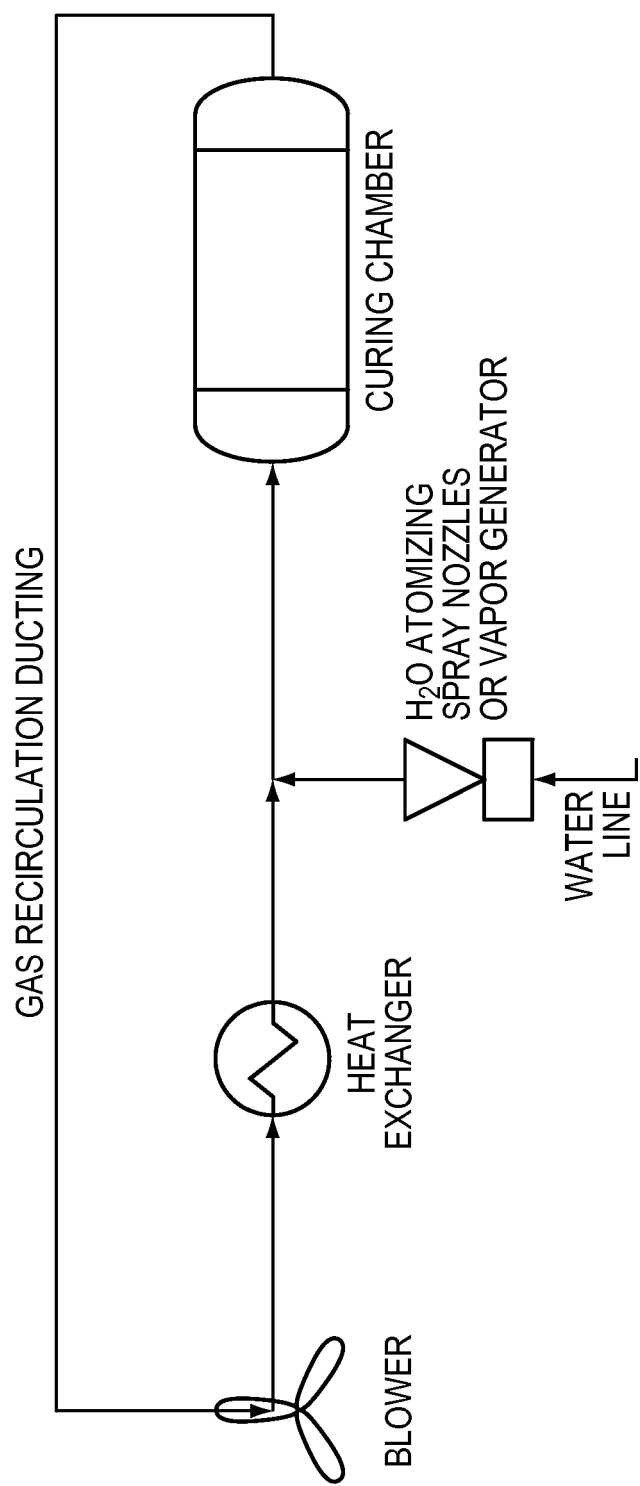 GAS RECIRCULATION DUCTING
BLOWER
HEAT
EXCHANGER
WATER
LINE
H₂O ATOMIZING
SPRAY NOZZLES
OR VAPOR GENERATOR
CURING CHAMBER